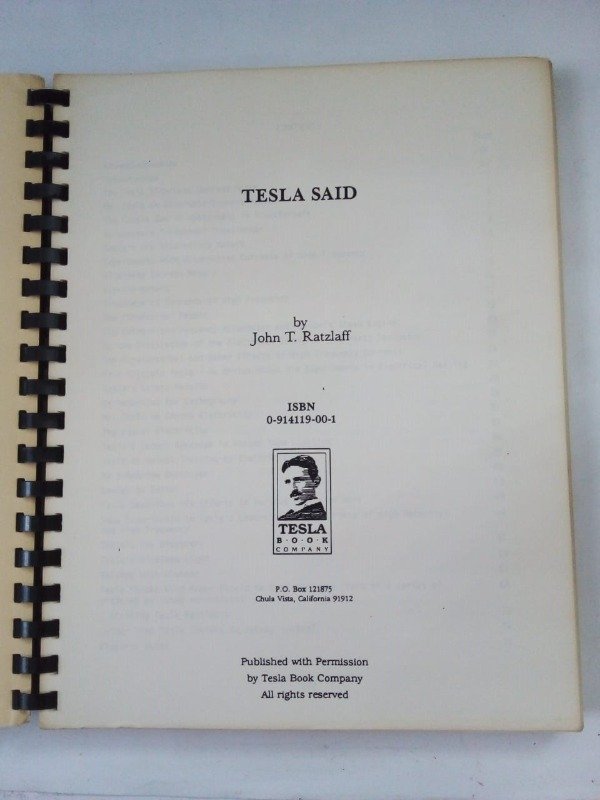 TESLA SAID
by
John T. Ratzlaff
ISBN
0-914119-00-1
TESLA
B·O·O·K
COMPANY
P.O. Box 121875
Chula Vista, California 91912
Published with Permission
by Tesla Book Company
All rights reserved